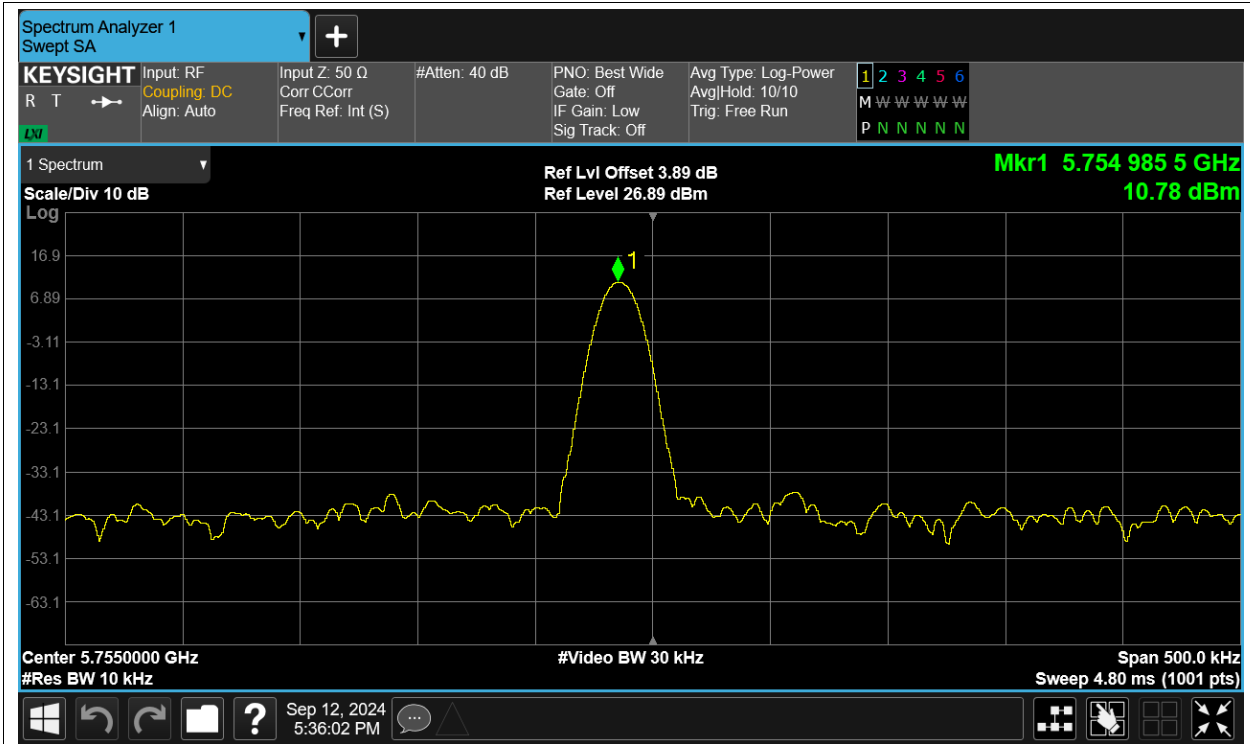 Spectrum Analyzer 1
Swept SA
KEYSIGHT
R T
LXI
Input: RF
Coupling: DC
Align: Auto
Input Z: 50 Ω
Corr CCorr
Freq Ref: Int (S)
#Atten: 40 dB
PNO: Best Wide
Gate: Off
IF Gain: Low
Sig Track: Off
Avg Type: Log-Power
Avg|Hold: 10/10
Trig: Free Run
1 2 3 4 5 6
M W W W W W
P N N N N N
1 Spectrum
Scale/Div 10 dB
Ref Lvl Offset 3.89 dB
Ref Level 26.89 dBm
Mkr1 5.754 985 5 GHz
10.78 dBm
Log
16.9
6.89
-3.11
-13.1
-23.1
-33.1
-43.1
-53.1
-63.1
1
Center 5.7550000 GHz
#Video BW 30 kHz
Span 500.0 kHz
#Res BW 10 kHz
Sweep 4.80 ms (1001 pts)
?
Sep 12, 2024
5:36:02 PM